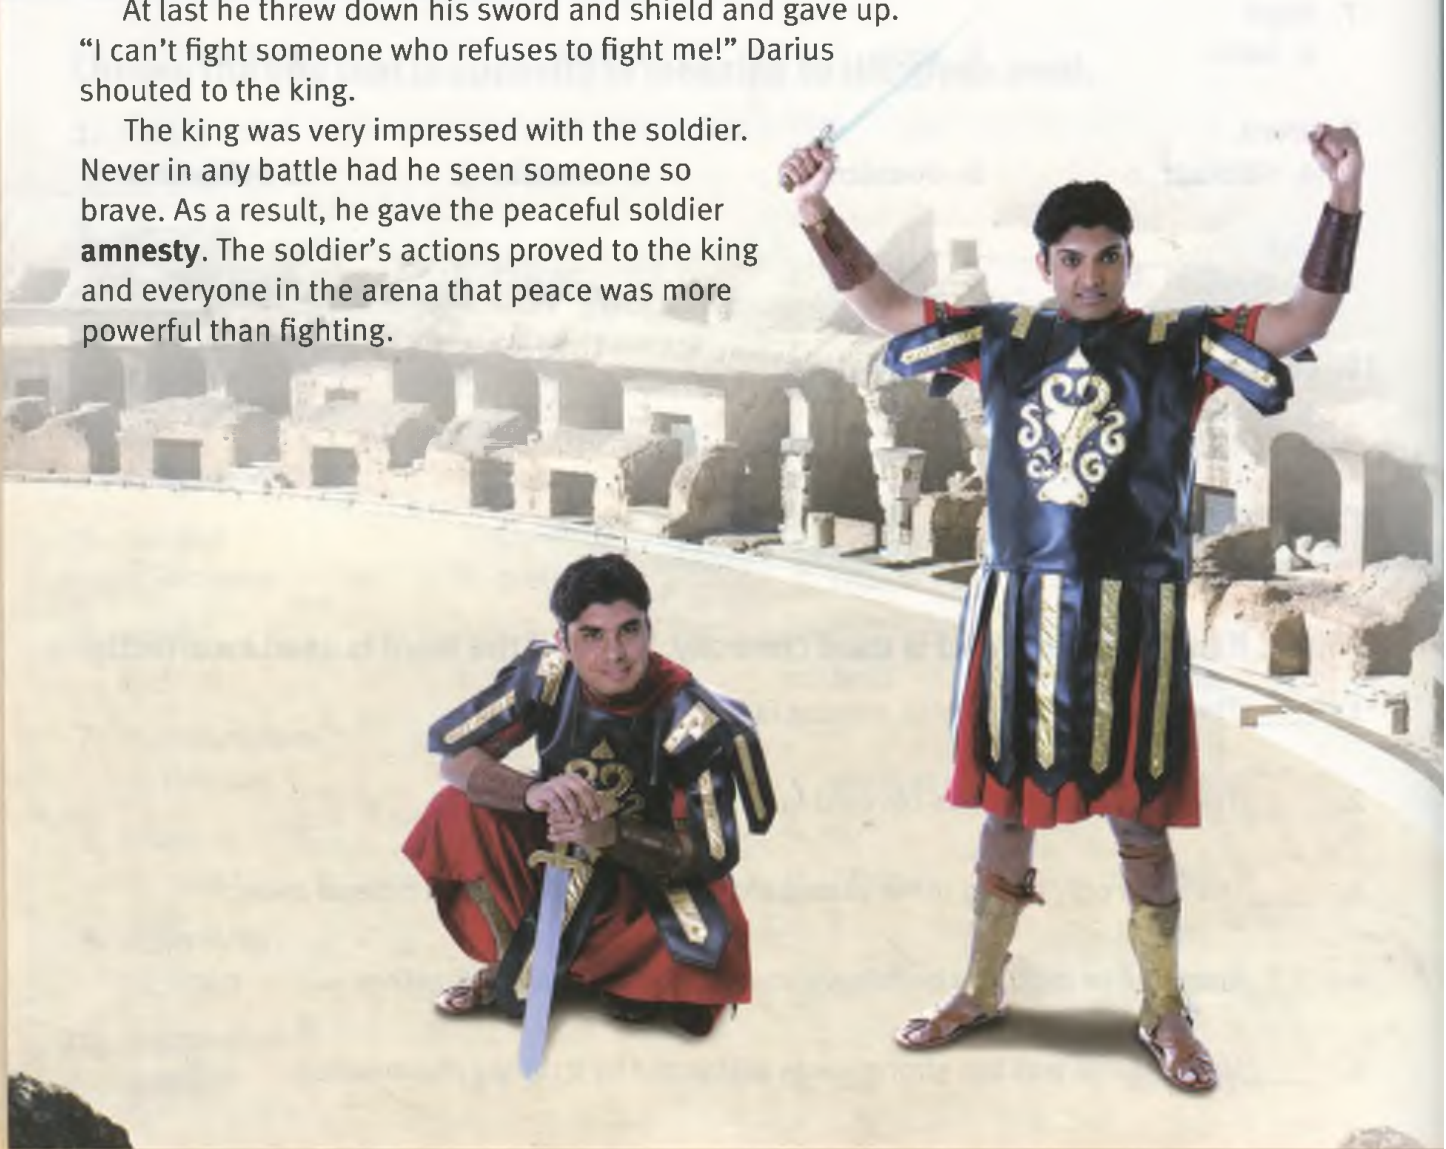 At last he threw down his sword and shield and gave up.
“I can't fight someone who refuses to fight me!” Darius
shouted to the king.
The king was very impressed with the soldier.
Never in any battle had he seen someone so
brave. As a result, he gave the peaceful soldier
amnesty. The soldier's actions proved to the king
and everyone in the arena that peace was more
powerful than fighting.